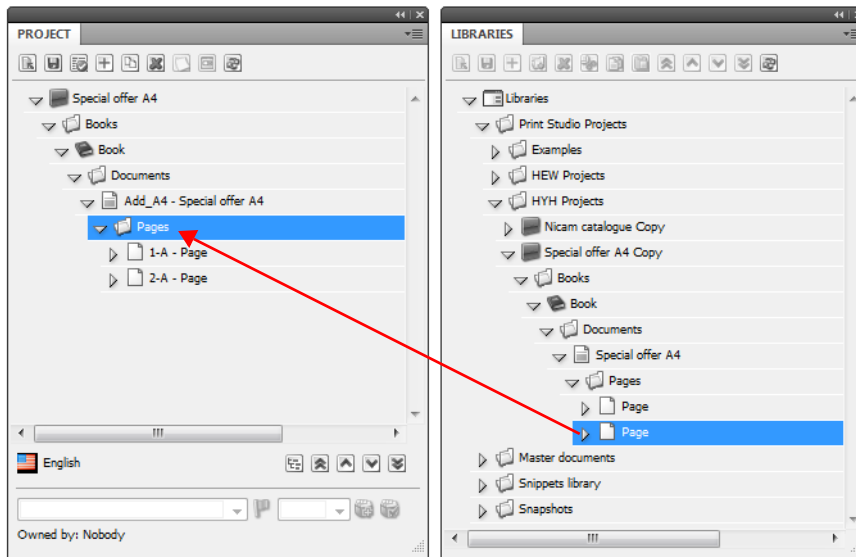 PROJECT
Special offer A4
Books
Book
Documents
Add_A4 - Special offer A4
Pages
1-A - Page
2-A - Page
English
Owned by: Nobody
LIBRARIES
Libraries
Print Studio Projects
Examples
HEW Projects
HYH Projects
Nicam catalogue Copy
Special offer A4 Copy
Books
Book
Documents
Special offer A4
Pages
Page
Page
Master documents
Snippets library
Snapshots